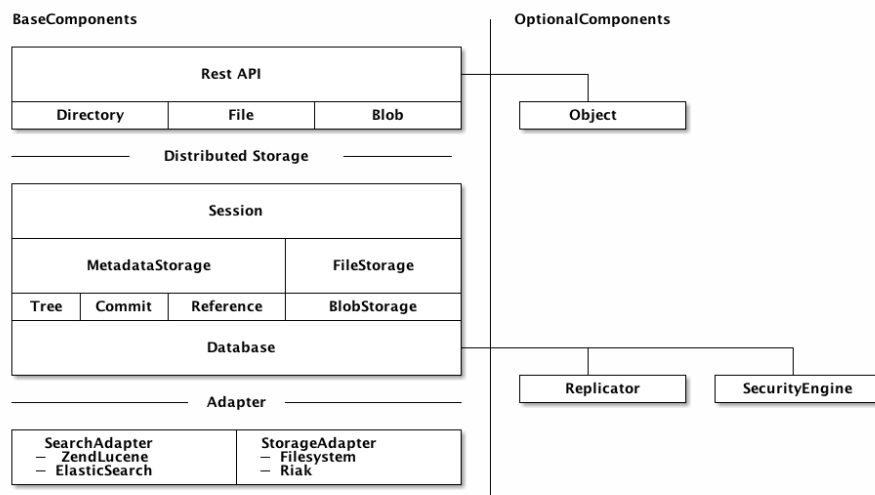 BaseComponents
OptionalComponents
Rest API
Directory
File
Blob
Object
Distributed Storage
Session
MetadataStorage
FileStorage
Tree
Commit
Reference
BlobStorage
Database
Replicator
SecurityEngine
Adapter
SearchAdapter
– ZendLucene
– ElasticSearch
StorageAdapter
– Filesystem
– Riak